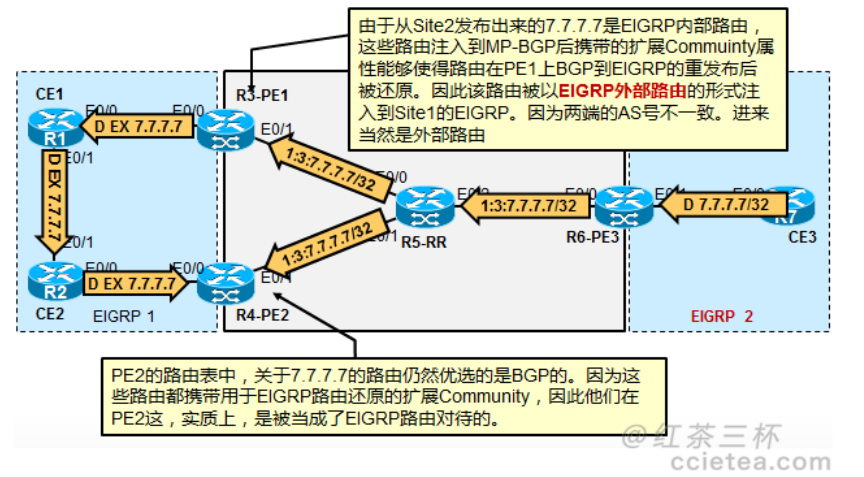 由于从Site2发布出来的7.7.7.7是EIGRP内部路由，
这些路由注入到MP-BGP后携带的扩展Commuinty属
性能够使得路由在PE1上BGP到EIGRP的重发布后
被还原。因此该路由被以EIGRP外部路由的形式注
入到Site1的EIGRP。因为两端的AS号不一致。进来
当然是外部路由
CE1
R3-PE1
E0/0
E0/0
R1
D EX 7.7.7.7
E0/1
E0/1
D EX 7.7.7.7
1:3:7.7.7.7/32
E0/0
1:3:7.7.7.7/32
E0/0
D 7.7.7.7/32
R7
R5-RR
R6-PE3
CE3
1:3:7.7.7.7/32
E0/1
E0/1
E0/0
E0/0
R2
D EX 7.7.7.7
E0/1
CE2
EIGRP 1
R4-PE2
EIGRP 2
PE2的路由表中，关于7.7.7.7的路由仍然优选的是BGP的。因为这
些路由都携带用于EIGRP路由还原的扩展Community，因此他们在
PE2这，实质上，是被当成了EIGRP路由对待的。
@红茶三杯
ccietea.com